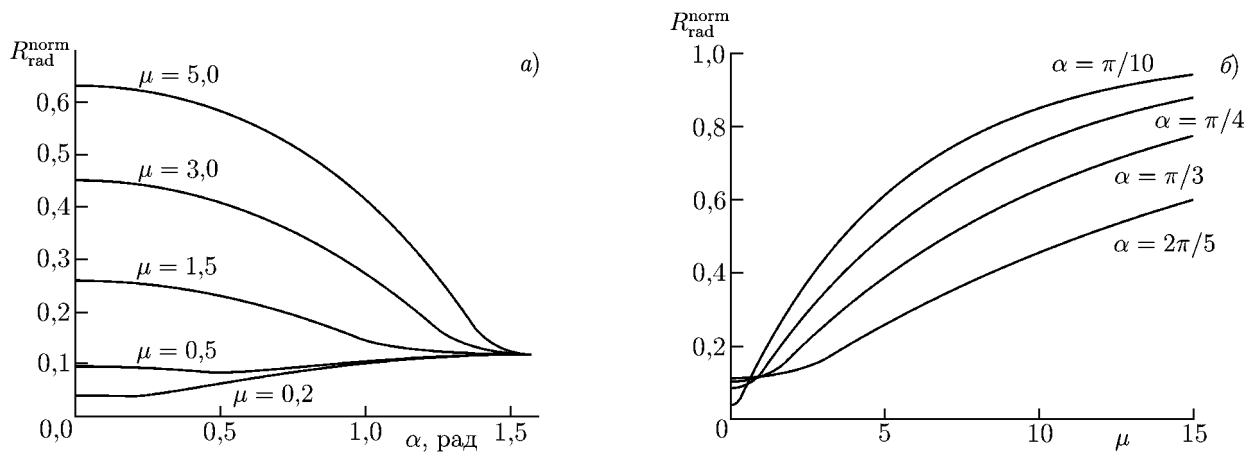 R_rad^norm
а)
μ = 5,0
0,6
0,5
μ = 3,0
0,4
0,3
μ = 1,5
0,2
μ = 0,5
0,1
μ = 0,2
0,0
0,5
1,0
α, рад
1,5
R_rad^norm
1,0
α = π/10
б)
0,8
α = π/4
α = π/3
0,6
α = 2π/5
0,4
0,2
0
5
10
μ
15